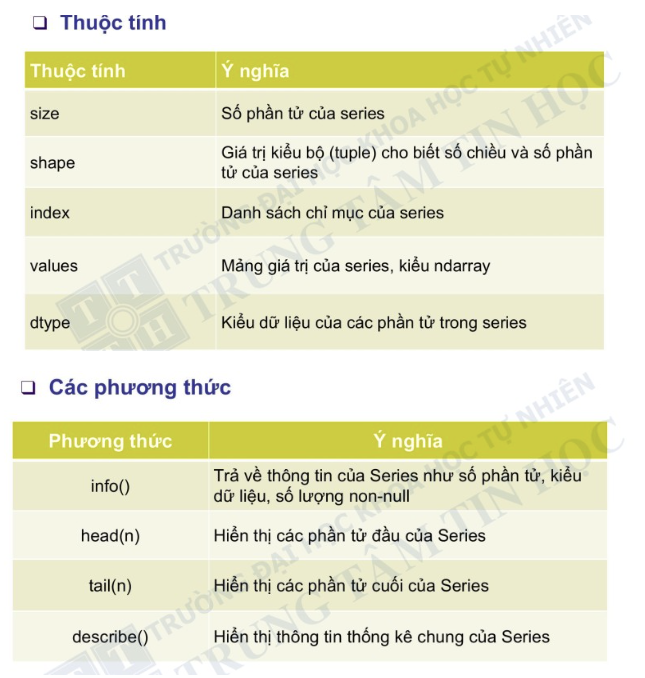 ❑ Thuộc tính
Thuộc tính Ý nghĩa
size Số phần tử của series
shape Giá trị kiểu bộ (tuple) cho biết số chiều và số phần
tử của series
index Danh sách chỉ mục của series
values Mảng giá trị của series, kiểu ndarray
dtype Kiểu dữ liệu của các phần tử trong series
TRƯỜNG ĐẠI HỌC KHOA HỌC TỰ NHIÊN
TRUNG TÂM TIN HỌC
❑ Các phương thức
Phương thức Ý nghĩa
info() Trả về thông tin của Series như số phần tử, kiểu
dữ liệu, số lượng non-null
head(n) Hiển thị các phần tử đầu của Series
tail(n) Hiển thị các phần tử cuối của Series
describe() Hiển thị thông tin thống kê chung của Series
TRƯỜNG ĐẠI HỌC KHOA HỌC TỰ NHIÊN
TRUNG TÂM TIN HỌC